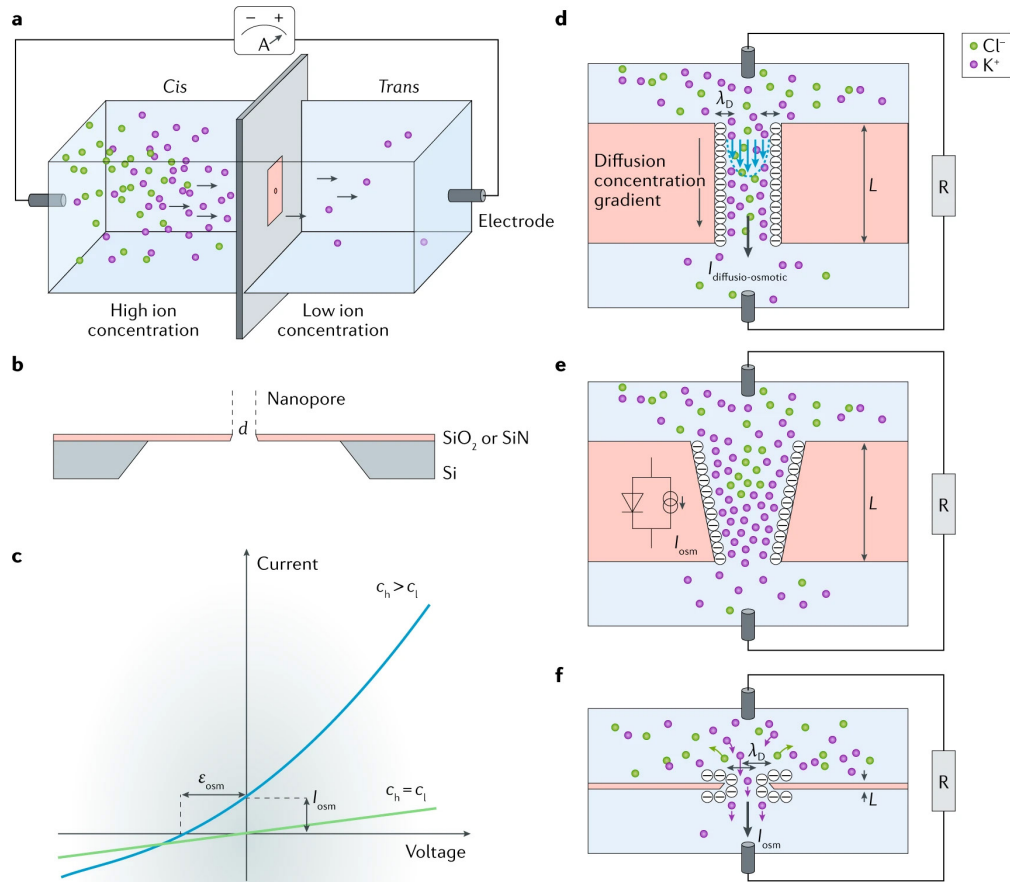 a
− +
A
Cis
Trans
Electrode
High ion
concentration
Low ion
concentration
b
Nanopore
d
SiO₂ or SiN
Si
c
Current
cₕ > cₗ
εosm
Iosm
cₕ = cₗ
Voltage
d
Cl⁻
K⁺
λD
Diffusion
concentration
gradient
L
R
Idiffusio-osmotic
e
L
R
Iosm
f
λD
L
R
Iosm